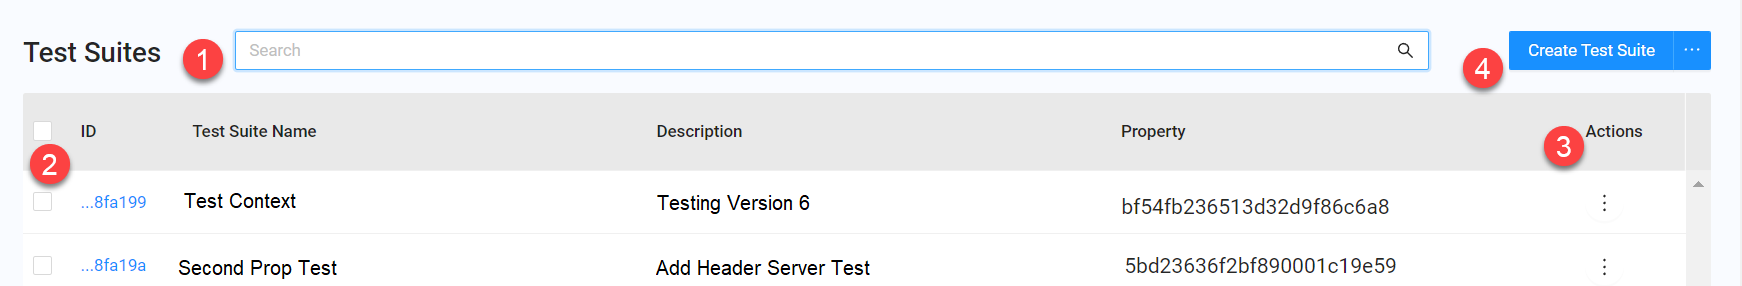 Test Suites 1 Search 4 Create Test Suite ...
ID Test Suite Name Description Property 3 Actions
2
...8fa199 Test Context Testing Version 6 bf54fb236513d32d9f86c6a8
...8fa19a Second Prop Test Add Header Server Test 5bd23636f2bf890001c19e59